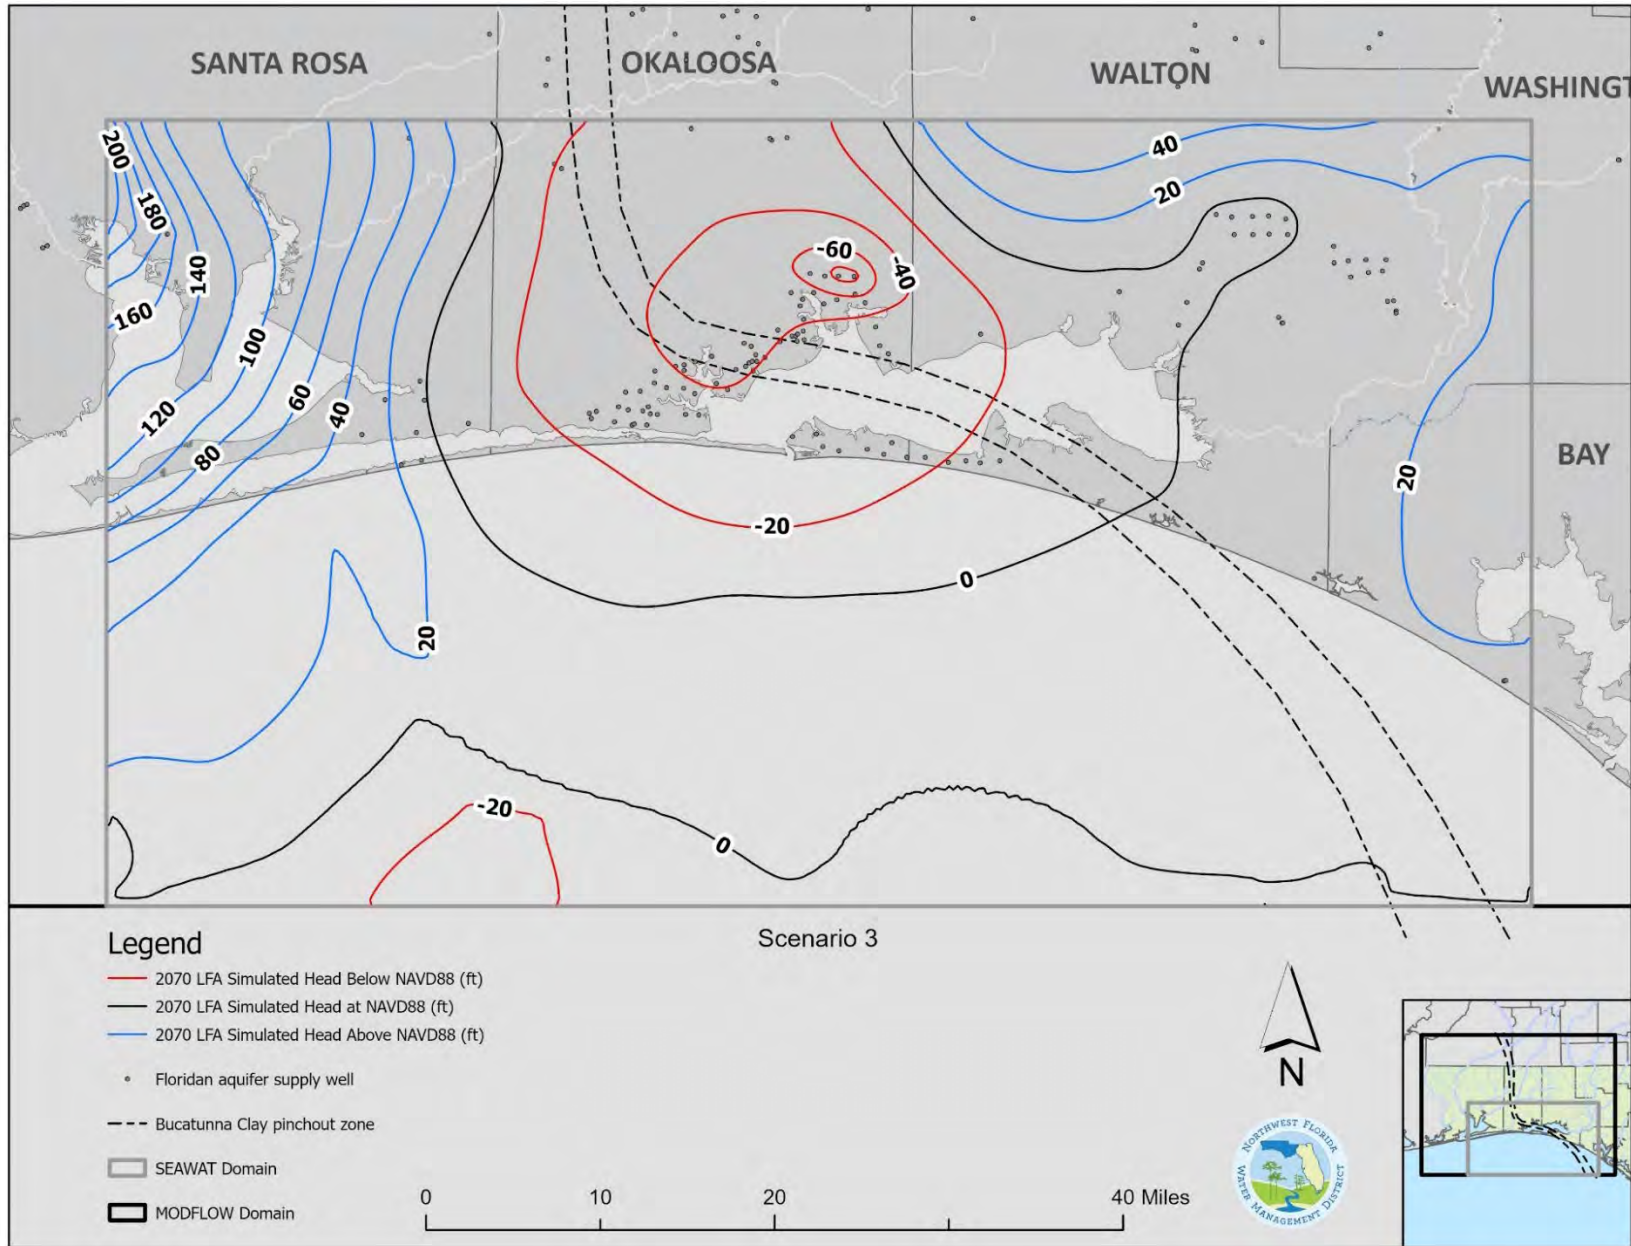 SANTA ROSA
OKALOOSA
WALTON
WASHINGT
200
180
140
160
100
120
60
40
80
20
-60
-40
40
20
-20
0
20
BAY
-20
0
Scenario 3
Legend
2070 LFA Simulated Head Below NAVD88 (ft)
2070 LFA Simulated Head at NAVD88 (ft)
2070 LFA Simulated Head Above NAVD88 (ft)
Floridan aquifer supply well
Bucatunna Clay pinchout zone
SEAWAT Domain
MODFLOW Domain
0 10 20 40 Miles
N
NORTHWEST FLORIDA
WATER MANAGEMENT DISTRICT